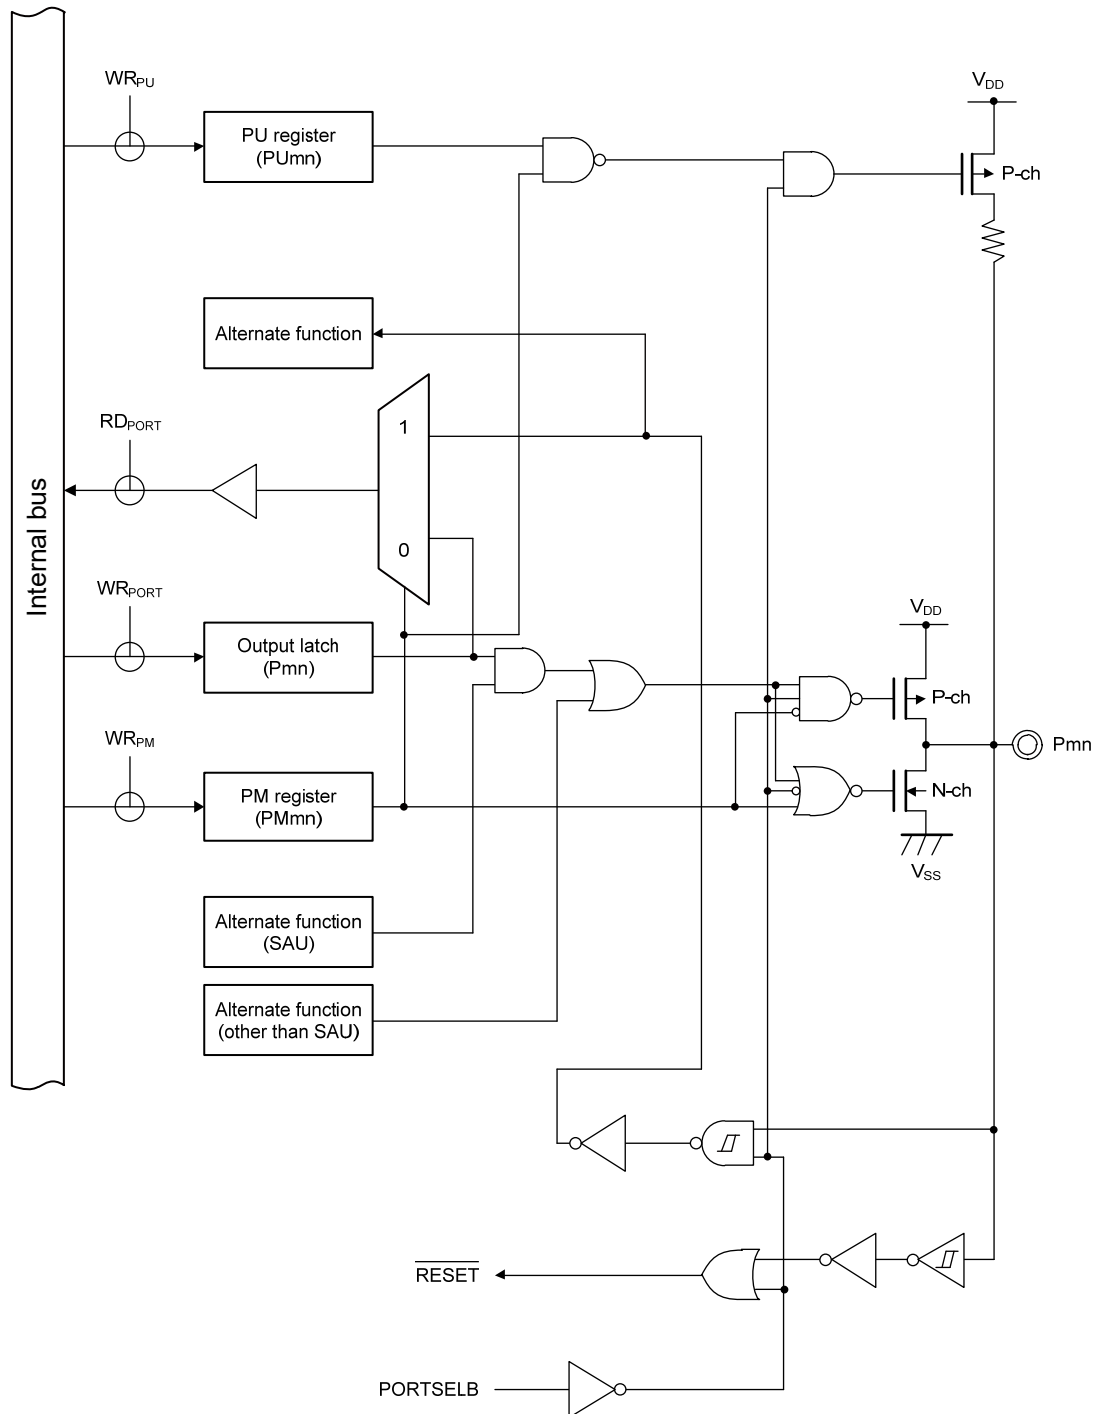 WRPU
VDD
PU register
(PUmn)
P-ch
Alternate function
1
RDPORT
Internal bus
0
WRPORT
VDD
Output latch
(Pmn)
P-ch
WRPM
Pmn
PM register
(PMmn)
N-ch
VSS
Alternate function
(SAU)
Alternate function
(other than SAU)
RESET
PORTSELB